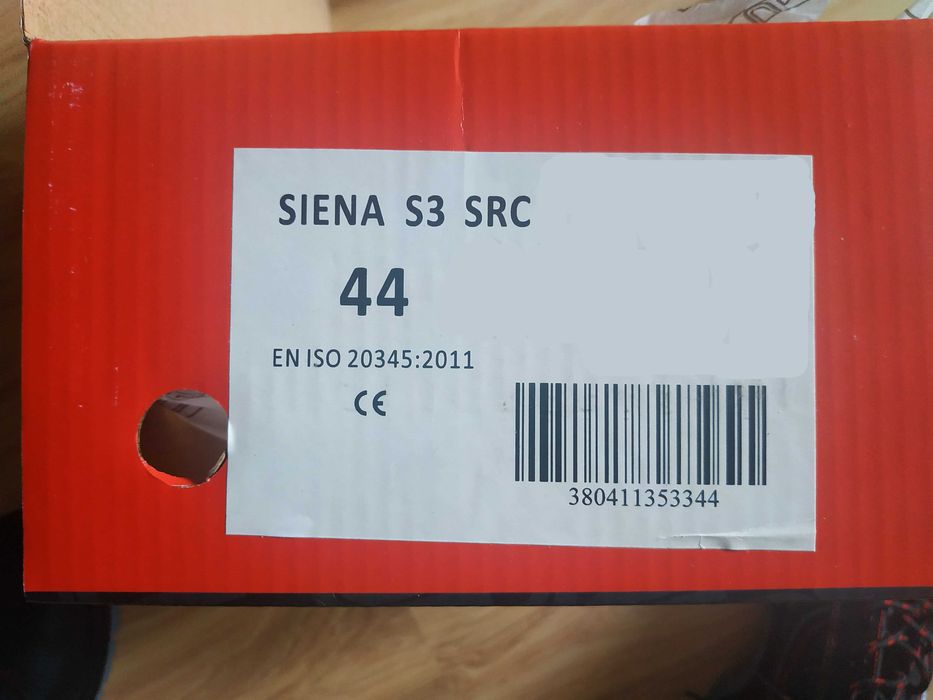 SIENA S3 SRC
44
EN ISO 20345:2011
CE
380411353344